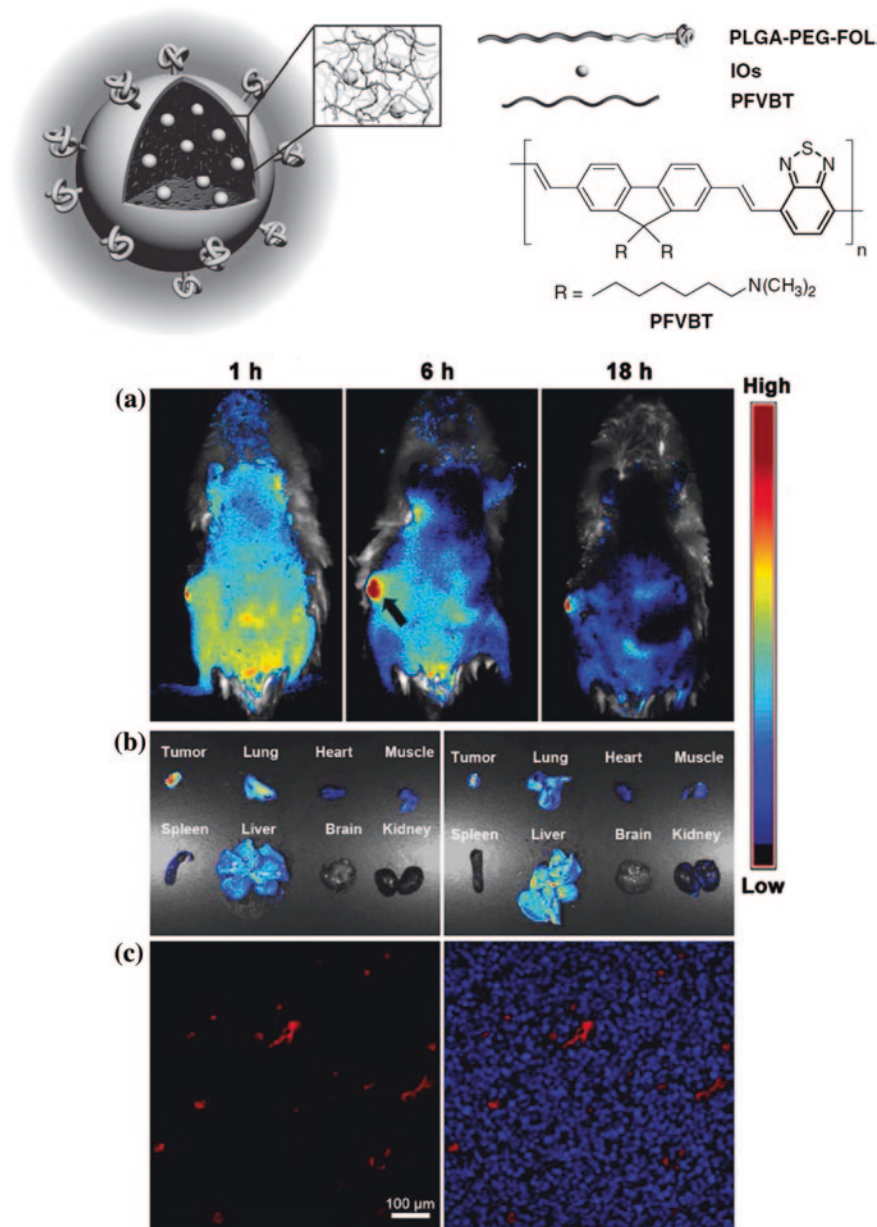 PLGA-PEG-FOL
IOs
PFVBT
S
N N
R R
n
R = N(CH₃)₂
PFVBT
1 h 6 h 18 h
(a)
High
(b)
Tumor Lung Heart Muscle
Spleen Liver Brain Kidney
Tumor Lung Heart Muscle
Spleen Liver Brain Kidney
Low
(c)
100 µm